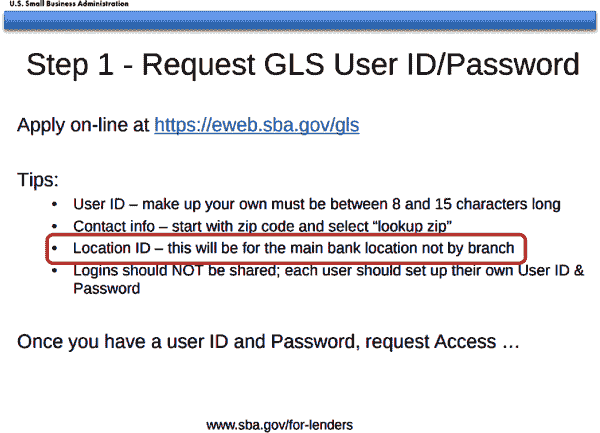 U.S. Small Business Administration
Step 1 - Request GLS User ID/Password
Apply on-line at https://eweb.sba.gov/gls
Tips:
• User ID – make up your own must be between 8 and 15 characters long
• Contact info – start with zip code and select “lookup zip”
• Location ID – this will be for the main bank location not by branch
• Logins should NOT be shared; each user should set up their own User ID &
Password
Once you have a user ID and Password, request Access …
www.sba.gov/for-lenders